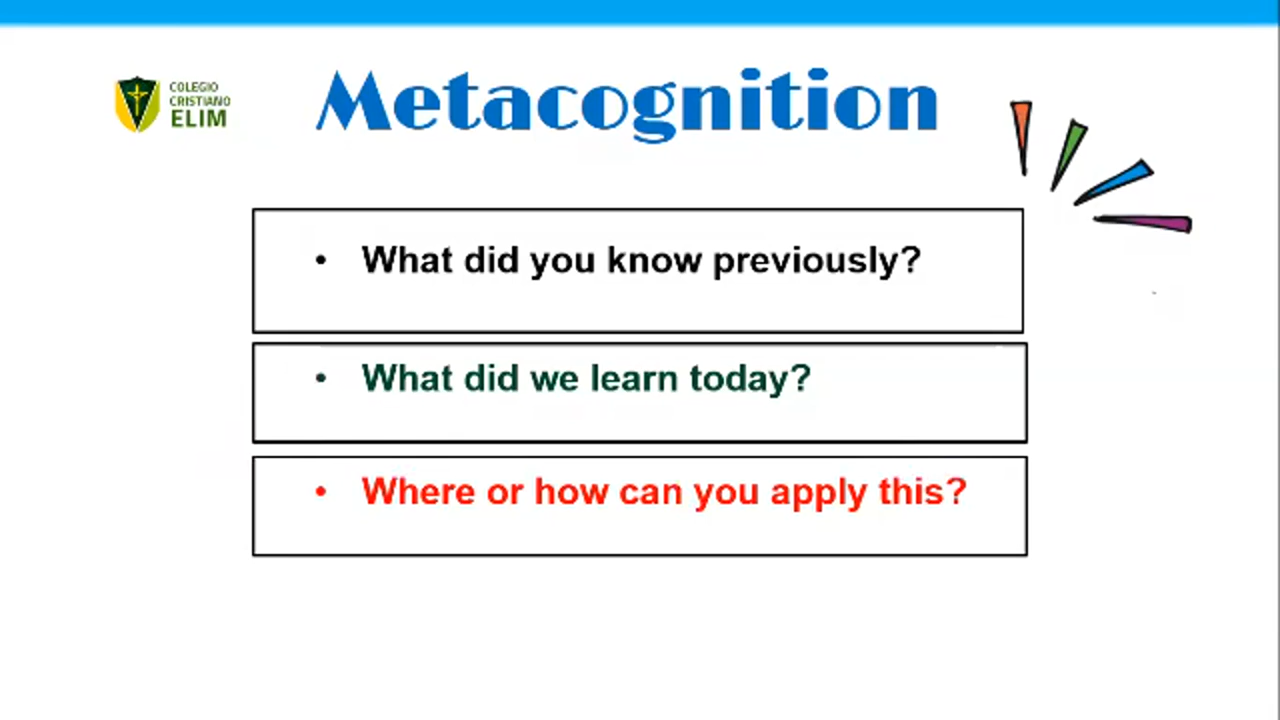 COLEGIO
CRISTIANO
ELIM
Metacognition
• What did you know previously?
• What did we learn today?
• Where or how can you apply this?